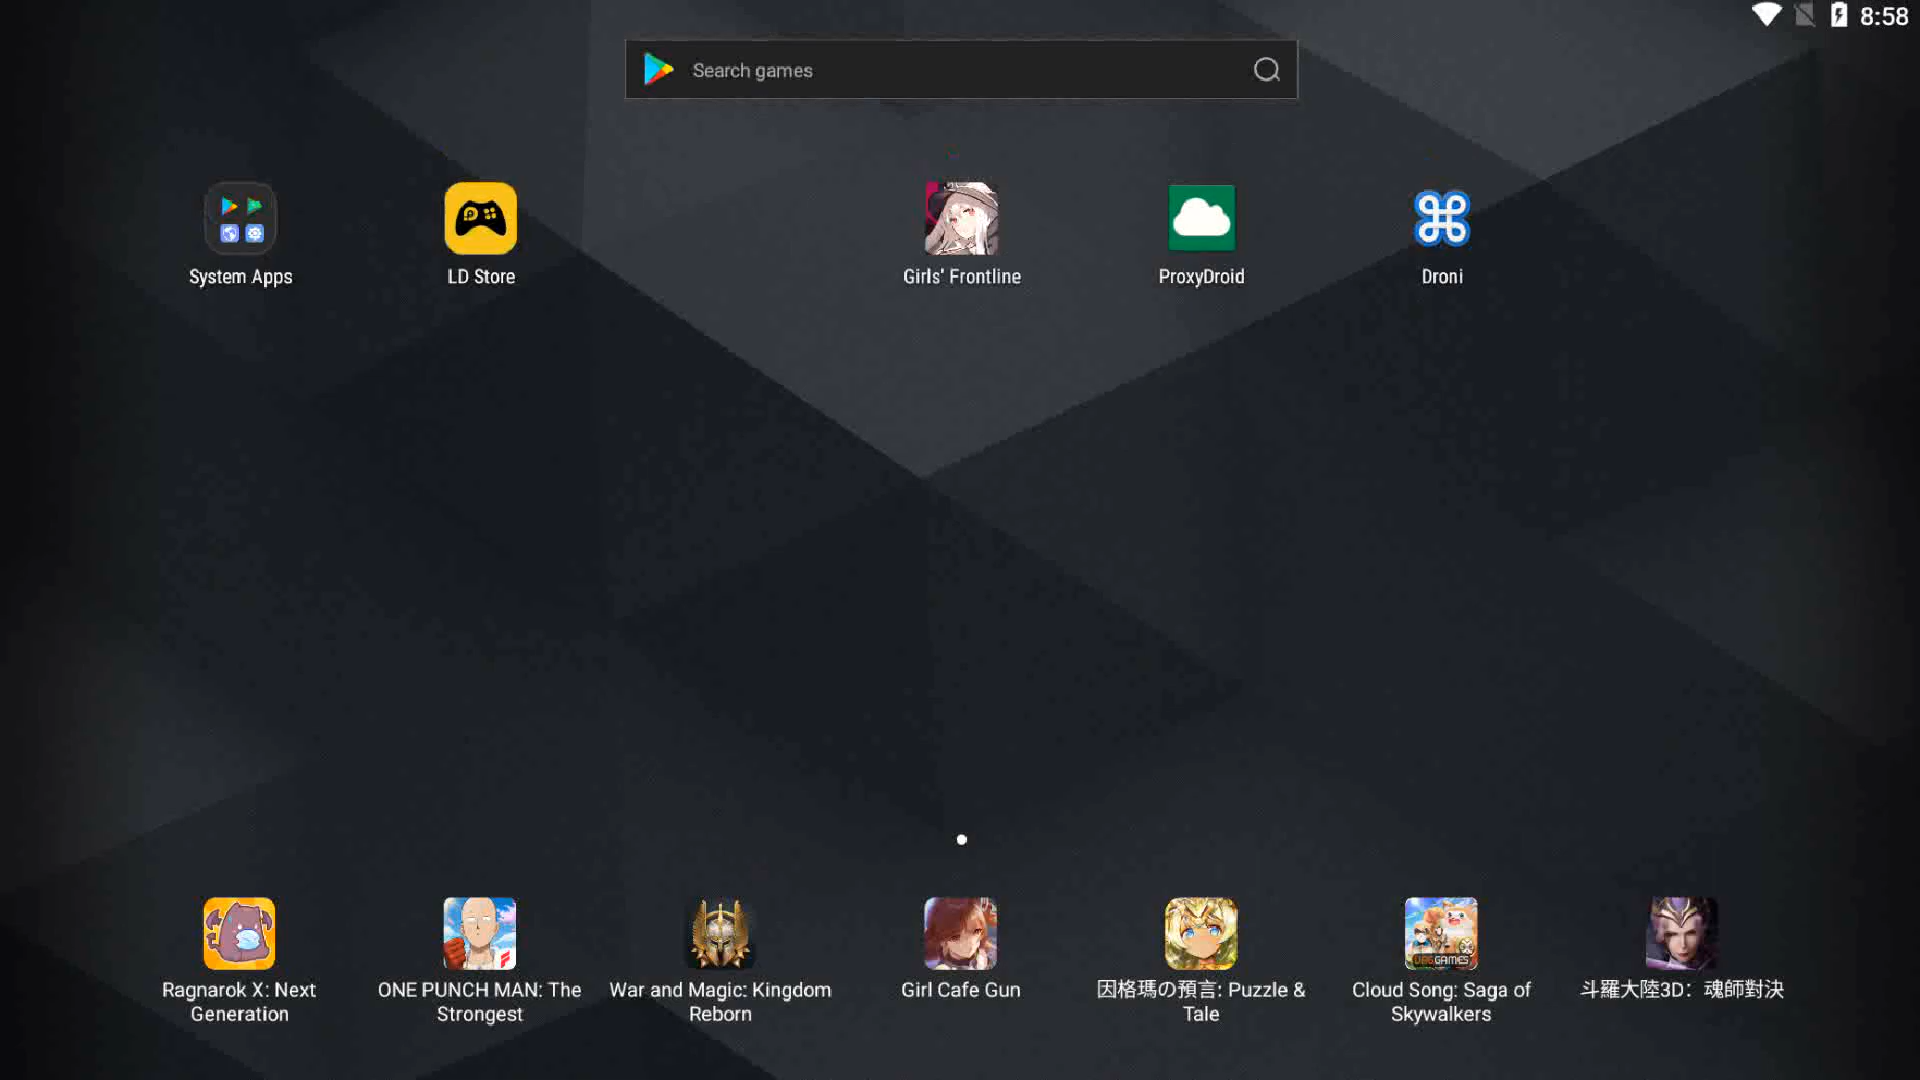 8:58
Search games
System Apps
LD Store
Girls' Frontline
ProxyDroid
Droni
Ragnarok X: Next
Generation
ONE PUNCH MAN: The
Strongest
War and Magic: Kingdom
Reborn
Girl Cafe Gun
因格瑪の預言: Puzzle &
Tale
GAMES
Cloud Song: Saga of
Skywalkers
斗羅大陸3D：魂師對決